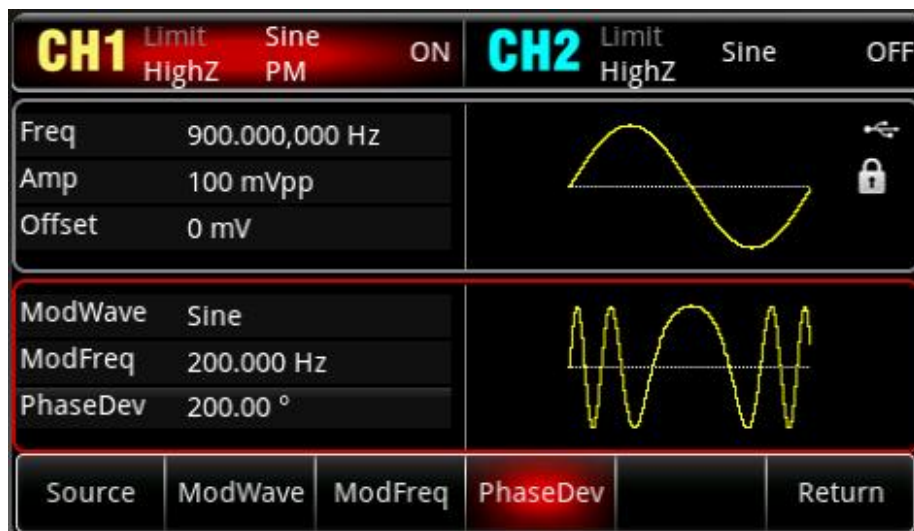 CH1 Limit Sine ON CH2 Limit Sine OFF
HighZ PM HighZ
Freq 900.000,000 Hz
Amp 100 mVpp
Offset 0 mV
ModWave Sine
ModFreq 200.000 Hz
PhaseDev 200.00 °
Source ModWave ModFreq PhaseDev Return